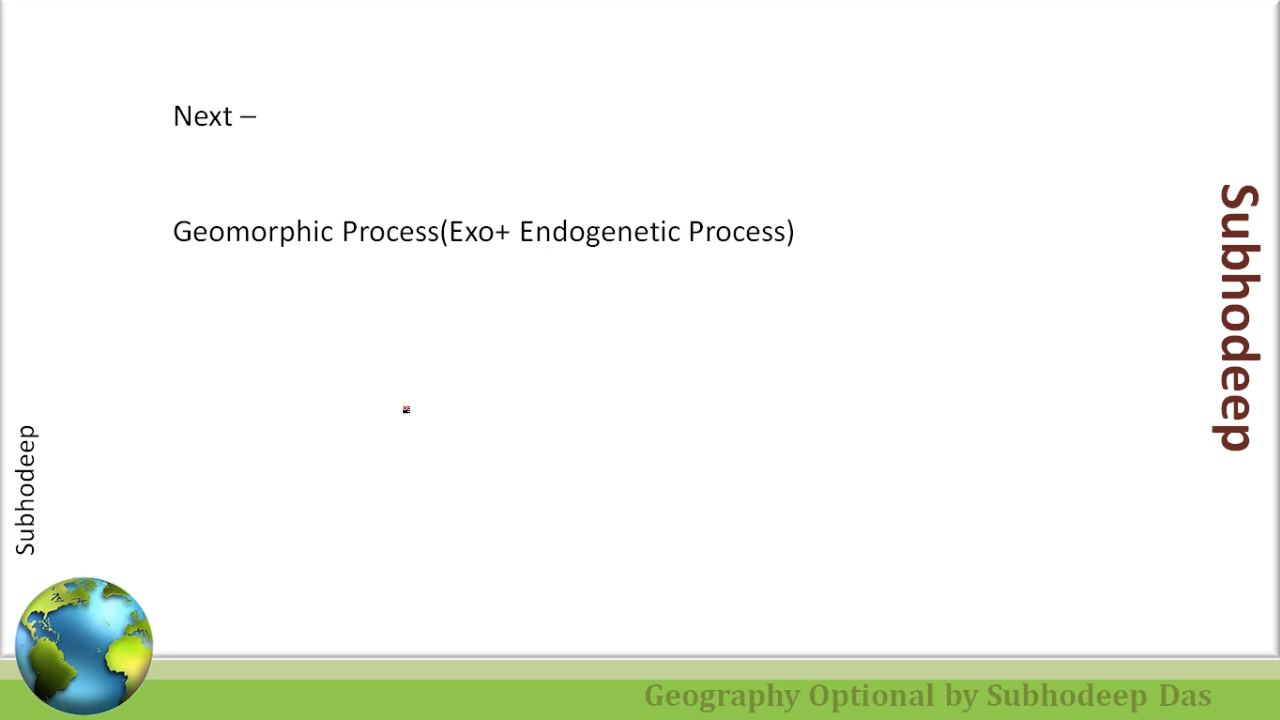 Next –
Geomorphic Process(Exo+ Endogenetic Process)
Subhodeep
Subhodeep
Geography Optional by Subhodeep Das